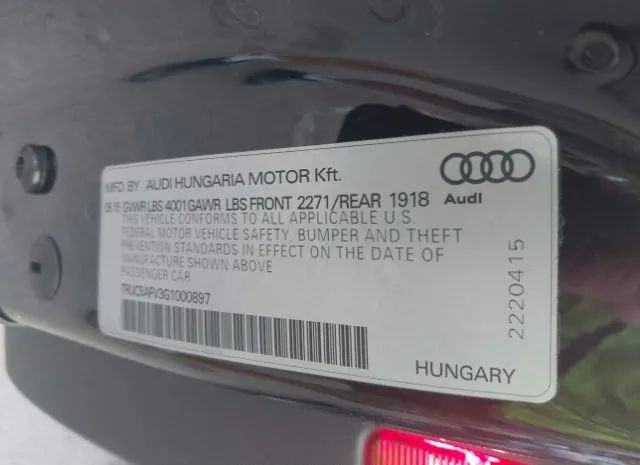 MFD. BY AUDI HUNGARIA MOTOR Kft.
GVWR LBS 4001 GAWR LBS FRONT 2271/REAR 1918
THIS VEHICLE CONFORMS TO ALL APPLICABLE U.S.
FEDERAL MOTOR VEHICLE SAFETY, BUMPER AND THEFT
PREVENTION STANDARDS IN EFFECT ON THE DATE OF
MANUFACTURE SHOWN ABOVE
PASSENGER CAR
TRUC5AFV3G1000897
Audi
2220415
HUNGARY